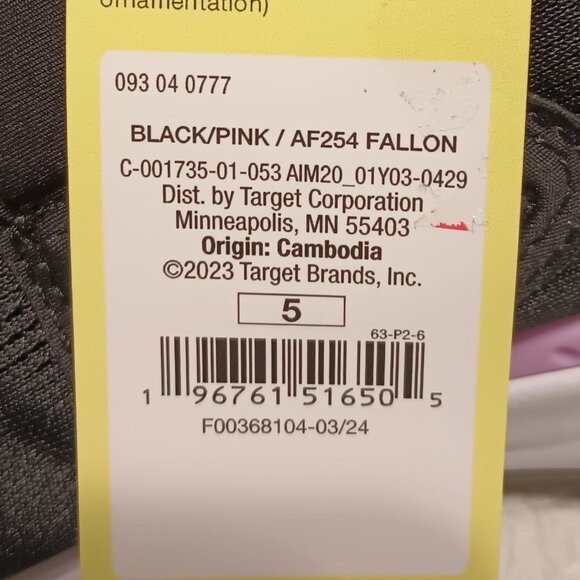 ornamentation)
093 04 0777
BLACK/PINK / AF254 FALLON
C-001735-01-053 AIM20_01Y03-0429
Dist. by Target Corporation
Minneapolis, MN 55403
Origin: Cambodia
©2023 Target Brands, Inc.
5
63-P2-6
1 96761 51650 5
F00368104-03/24